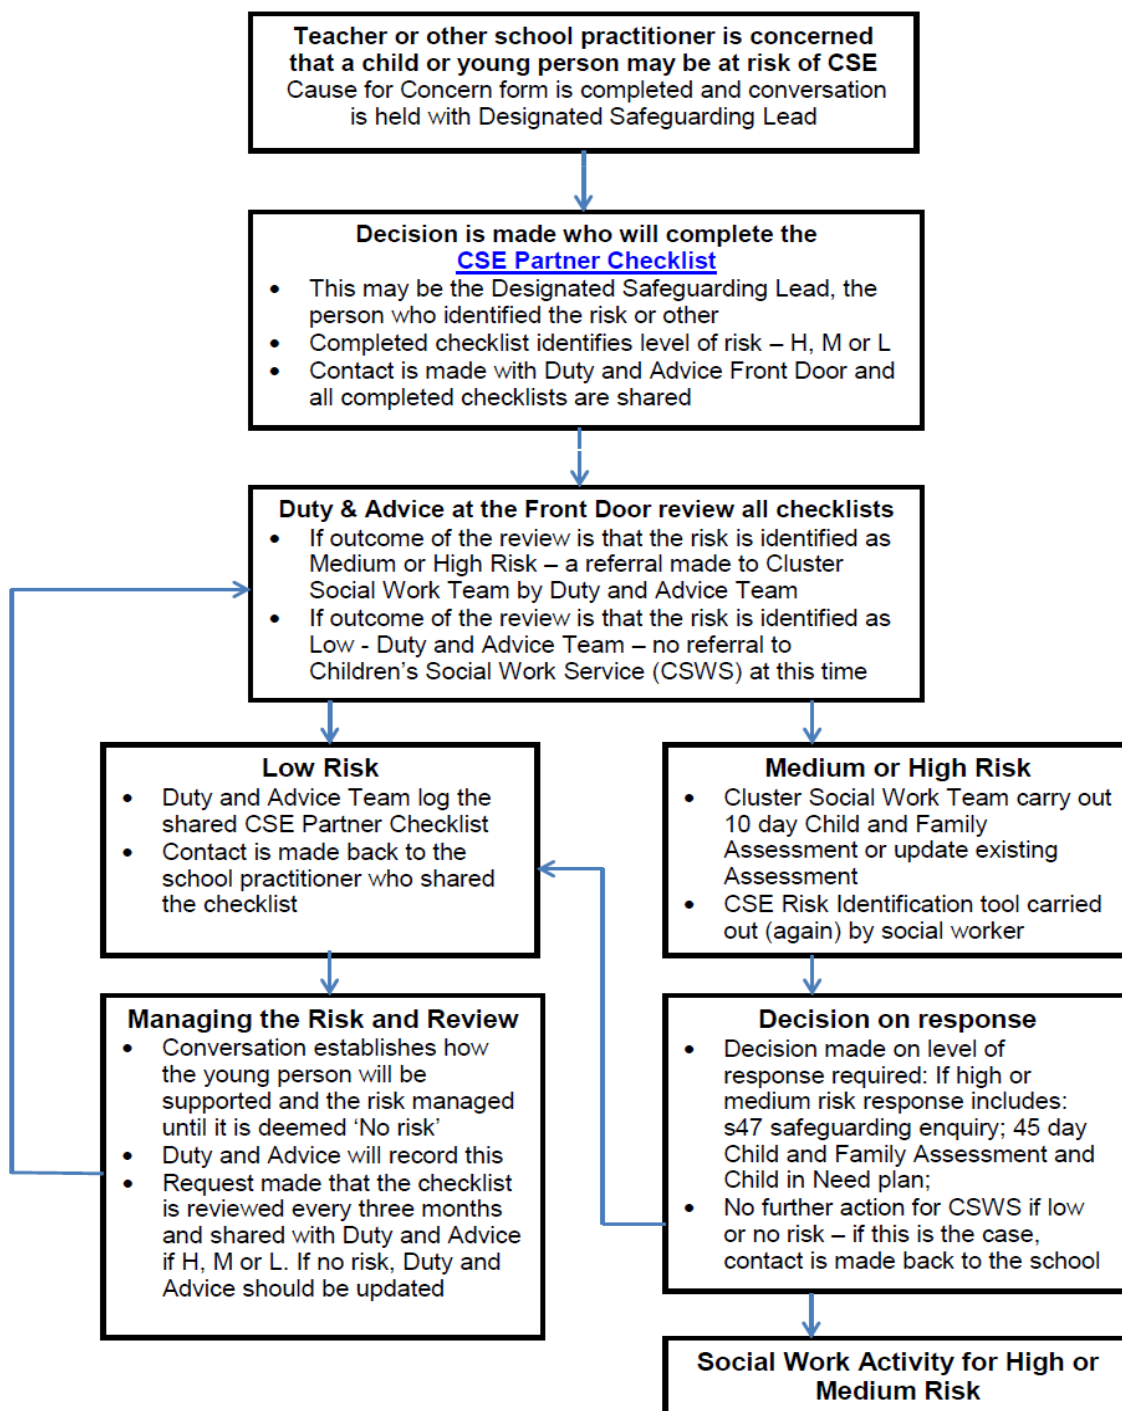 Teacher or other school practitioner is concerned
that a child or young person may be at risk of CSE
Cause for Concern form is completed and conversation
is held with Designated Safeguarding Lead
Decision is made who will complete the
CSE Partner Checklist
• This may be the Designated Safeguarding Lead, the
person who identified the risk or other
• Completed checklist identifies level of risk – H, M or L
• Contact is made with Duty and Advice Front Door and
all completed checklists are shared
Duty & Advice at the Front Door review all checklists
• If outcome of the review is that the risk is identified as
Medium or High Risk – a referral made to Cluster
Social Work Team by Duty and Advice Team
• If outcome of the review is that the risk is identified as
Low - Duty and Advice Team – no referral to
Children's Social Work Service (CSWS) at this time
Low Risk
• Duty and Advice Team log the
shared CSE Partner Checklist
• Contact is made back to the
school practitioner who shared
the checklist
Medium or High Risk
• Cluster Social Work Team carry out
10 day Child and Family
Assessment or update existing
Assessment
• CSE Risk Identification tool carried
out (again) by social worker
Managing the Risk and Review
• Conversation establishes how
the young person will be
supported and the risk managed
until it is deemed 'No risk'
• Duty and Advice will record this
• Request made that the checklist
is reviewed every three months
and shared with Duty and Advice
if H, M or L. If no risk, Duty and
Advice should be updated
Decision on response
• Decision made on level of
response required: If high or
medium risk response includes:
s47 safeguarding enquiry; 45 day
Child and Family Assessment and
Child in Need plan;
• No further action for CSWS if low
or no risk – if this is the case,
contact is made back to the school
Social Work Activity for High or
Medium Risk